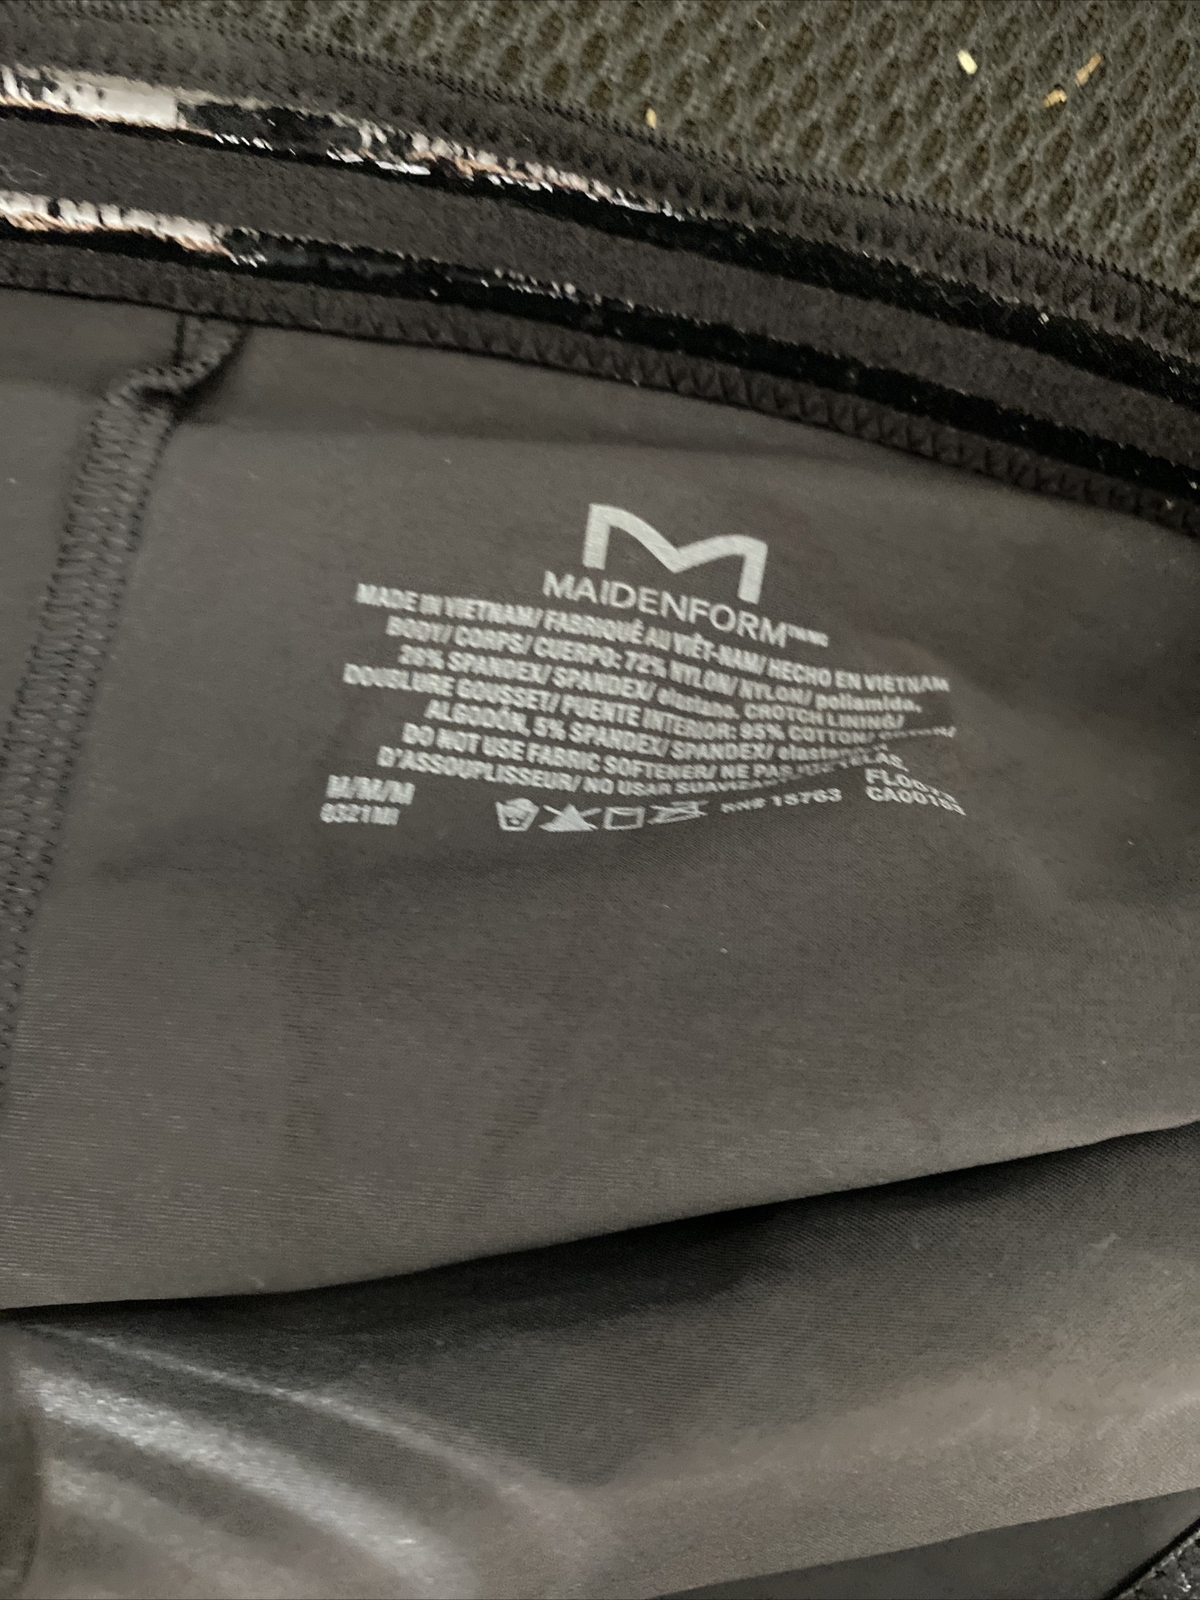 MAIDENFORM
MADE IN VIETNAM/ FABRIQUÉ AU VIÊT-NAM/ HECHO EN VIETNAM
BODY/ CORPS/ CUERPO: 72% NYLON/ NYLON/ poliamida,
28% SPANDEX/ SPANDEX/ elastano. CROTCH LINING/
DOUBLURE GOUSSET/ PUENTE INTERIOR: 95% COTTON/
ALGODÓN, 5% SPANDEX/ SPANDEX/
DO NOT USE FABRIC SOFTENER/ NE PAS
D'ASSOUPLISSEUR/ NO USAR
M/M/M
0321MI
RN# 15763